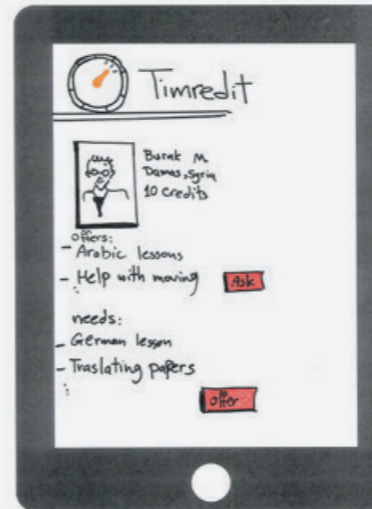 Timredit
Burak M.
Damas, Syria
10 Credits
offers:
- Arabic lessons
- Help with moving
Ask
needs:
- German lesson
- Traslating papers
offer